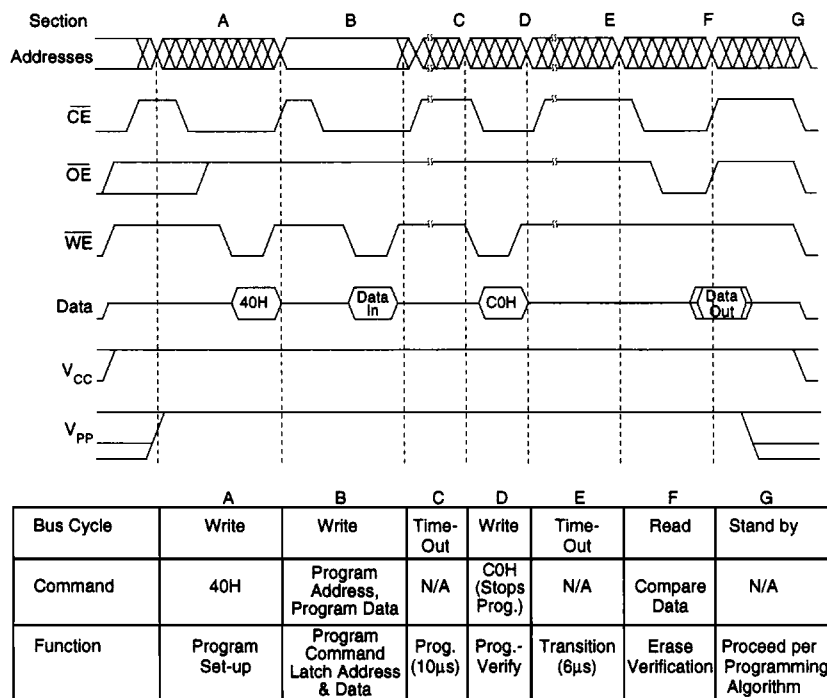 Section A B C D E F G
Addresses
CE
OE
WE
Data 40H Data In C0H Data Out
VCC
VPP
A B C D E F G
Bus Cycle Write Write Time-Out Write Time-Out Read Stand by
Command 40H Program Address, Program Data N/A C0H (Stops Prog.) N/A Compare Data N/A
Function Program Set-up Program Command Latch Address & Data Prog. (10µs) Prog.-Verify Transition (6µs) Erase Verification Proceed per Programming Algorithm